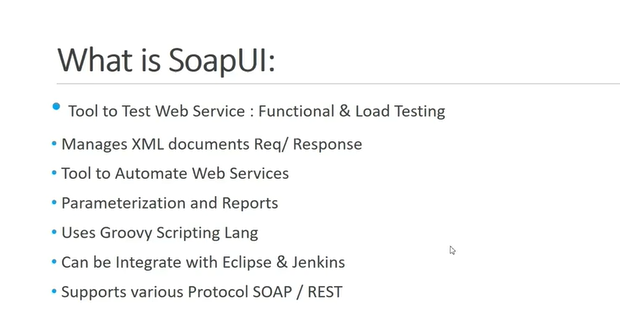 What is SoapUI:
• Tool to Test Web Service : Functional & Load Testing
• Manages XML documents Req/ Response
• Tool to Automate Web Services
• Parameterization and Reports
• Uses Groovy Scripting Lang
• Can be Integrate with Eclipse & Jenkins
• Supports various Protocol SOAP / REST